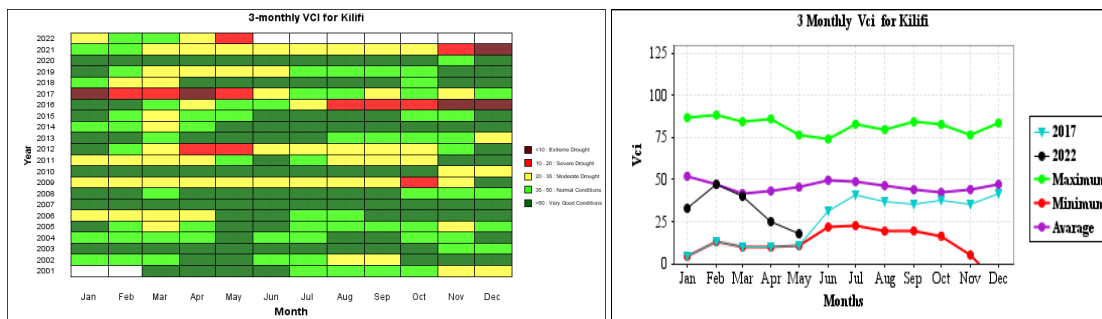 3-monthly VCI for Kilifi
2022
2021
2020
2019
2018
2017
2016
2015
2014
2013
2012
2011
2010
2009
2008
2007
2006
2005
2004
2003
2002
2001
Year
Jan Feb Mar Apr May Jun Jul Aug Sep Oct Nov Dec
Month
<10 : Extreme Drought
10 - 20 : Severe Drought
20 - 35 : Moderate Drought
35 - 50 : Normal Conditions
>50 : Very Good Conditions
3 Monthly Vci for Kilifi
125
100
75
50
25
0
Vci
Jan Feb Mar Apr May Jun Jul Aug Sep Oct Nov Dec
Months
2017
2022
Maximum
Minimum
Avarage